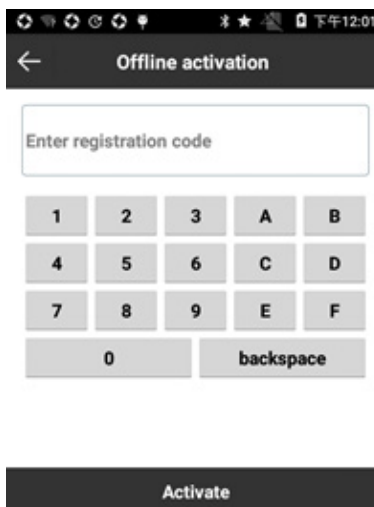 下午12:01
Offline activation
Enter registration code
1 2 3 A B
4 5 6 C D
7 8 9 E F
0 backspace
Activate